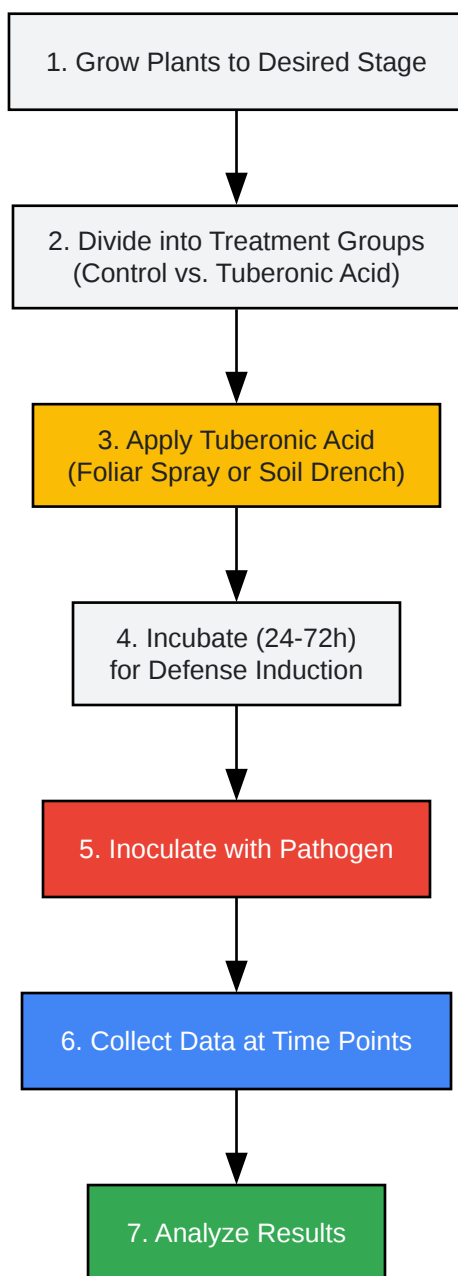 1. Grow Plants to Desired Stage
2. Divide into Treatment Groups
(Control vs. Tuberonic Acid)
3. Apply Tuberonic Acid
(Foliar Spray or Soil Drench)
4. Incubate (24-72h)
for Defense Induction
5. Inoculate with Pathogen
6. Collect Data at Time Points
7. Analyze Results